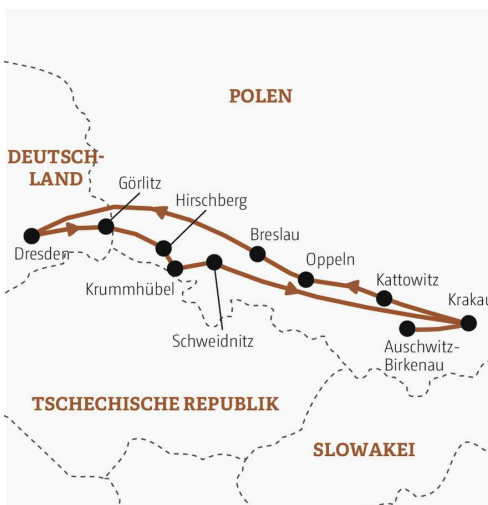 POLEN
DEUTSCH-
LAND
Görlitz
Hirschberg
Breslau
Dresden
Oppeln
Krummhübel
Kattowitz
Krakau
Schweidnitz
Auschwitz-
Birkenau
TSCHECHISCHE REPUBLIK
SLOWAKEI